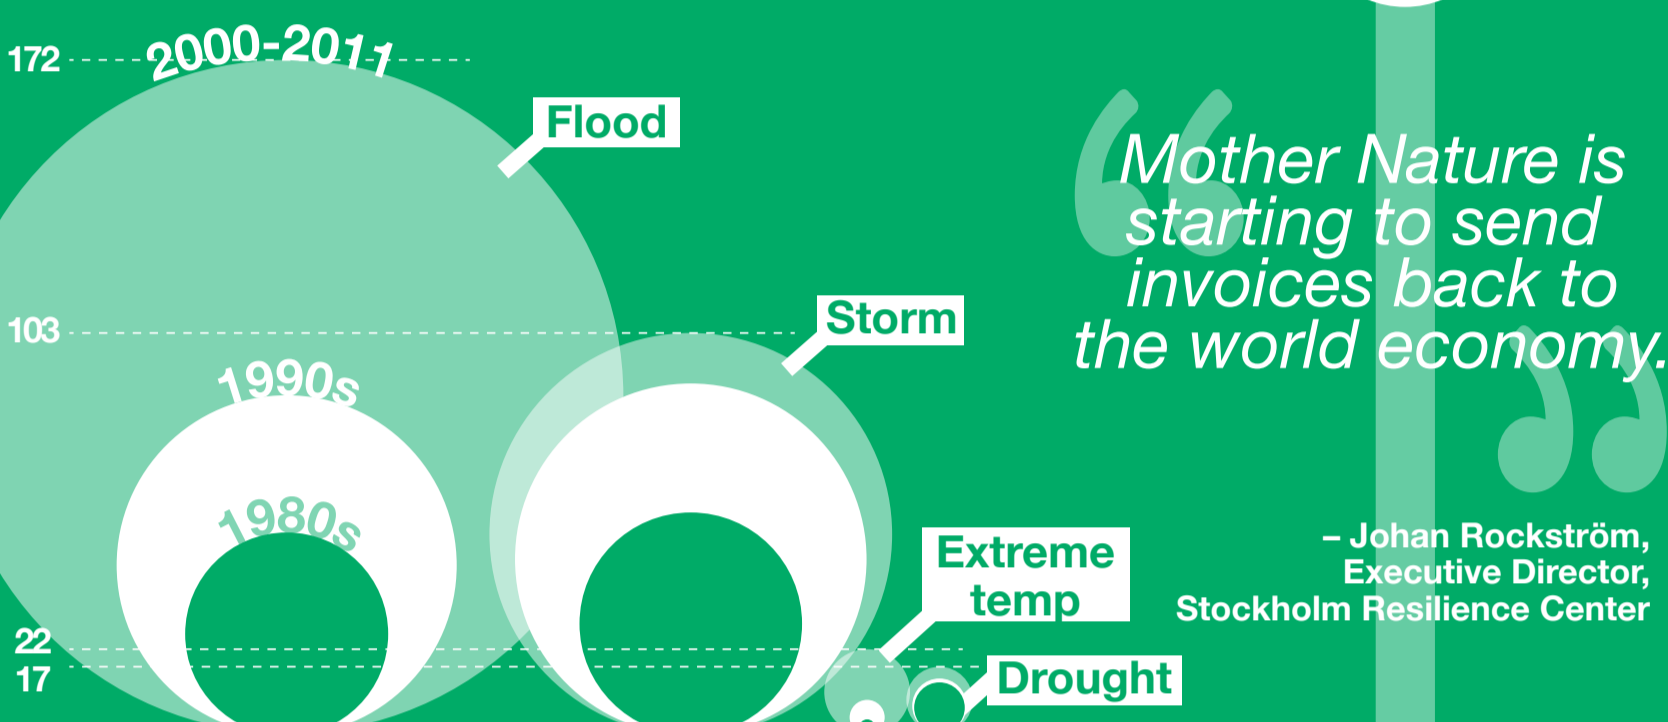 172
2000-2011
Flood
103
Storm
1990s
1980s
22
17
Extreme
temp
Drought
“Mother Nature is
starting to send
invoices back to
the world economy.”
– Johan Rockström,
Executive Director,
Stockholm Resilience Center